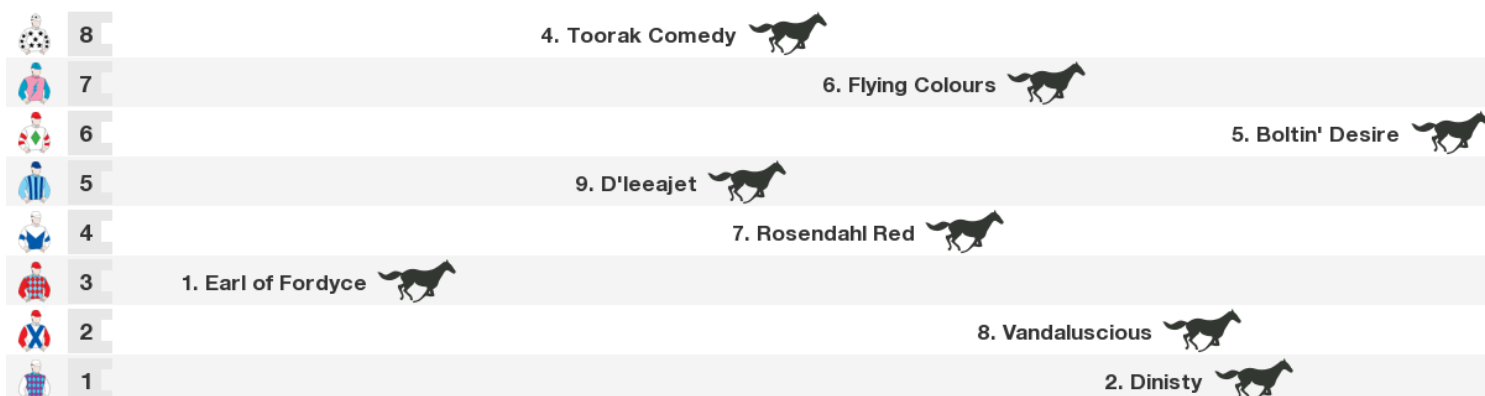 8 4. Toorak Comedy
7 6. Flying Colours
6 5. Boltin' Desire
5 9. D'leeajet
4 7. Rosendahl Red
3 1. Earl of Fordyce
2 8. Vandaluscious
1 2. Dinisty